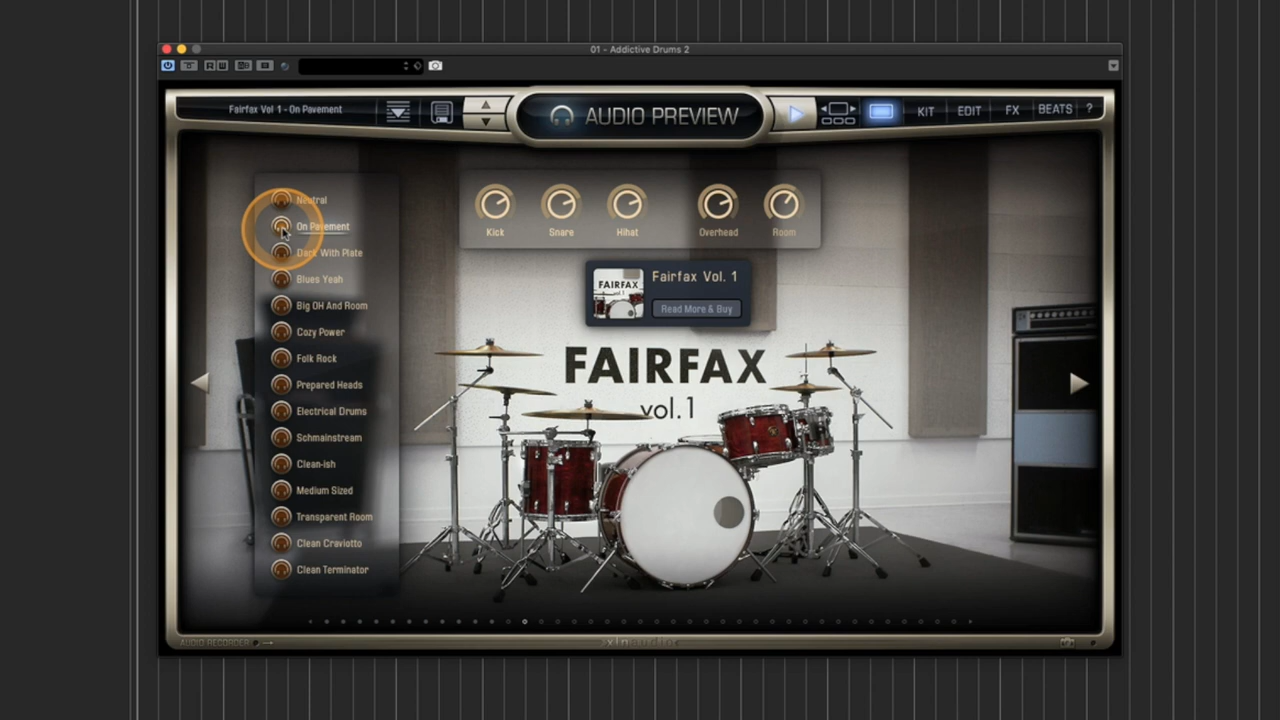 01 - Addictive Drums 2
Fairfax Vol 1 - On Pavement
AUDIO PREVIEW
KIT
EDIT
FX
BEATS
?
Neutral
On Pavement
Dark With Plate
Blues Yeah
Big OH And Room
Cozy Power
Folk Rock
Prepared Heads
Electrical Drums
Schmainstream
Clean-ish
Medium Sized
Transparent Room
Clean Craviotto
Clean Terminator
Kick
Snare
Hihat
Overhead
Room
FAIRFAX
vol 1
Fairfax Vol. 1
Read More & Buy
FAIRFAX
vol.1
AUDIO RECORDER
xlnaudio